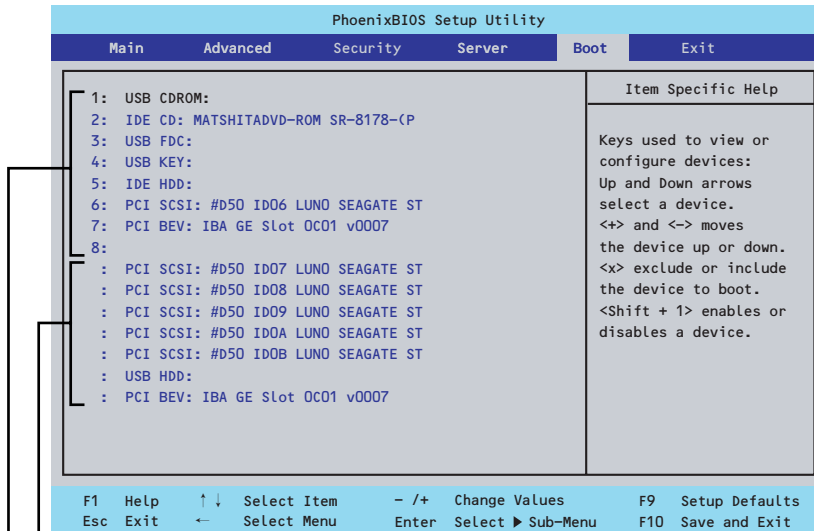 PhoenixBIOS Setup Utility
Main Advanced Security Server Boot Exit
1: USB CDROM:
2: IDE CD: MATSHITADVD-ROM SR-8178-(P
3: USB FDC:
4: USB KEY:
5: IDE HDD:
6: PCI SCSI: #D50 ID06 LUN0 SEAGATE ST
7: PCI BEV: IBA GE Slot 0C01 v0007
8:
: PCI SCSI: #D50 ID07 LUN0 SEAGATE ST
: PCI SCSI: #D50 ID08 LUN0 SEAGATE ST
: PCI SCSI: #D50 ID09 LUN0 SEAGATE ST
: PCI SCSI: #D50 ID0A LUN0 SEAGATE ST
: PCI SCSI: #D50 ID0B LUN0 SEAGATE ST
: USB HDD:
: PCI BEV: IBA GE Slot 0C01 v0007
Item Specific Help
Keys used to view or
configure devices:
Up and Down arrows
select a device.
<+> and <-> moves
the device up or down.
<x> exclude or include
the device to boot.
<Shift + 1> enables or
disables a device.
F1 Help ↑↓ Select Item - /+ Change Values F9 Setup Defaults
Esc Exit ← Select Menu Enter Select ▶ Sub-Menu F10 Save and Exit